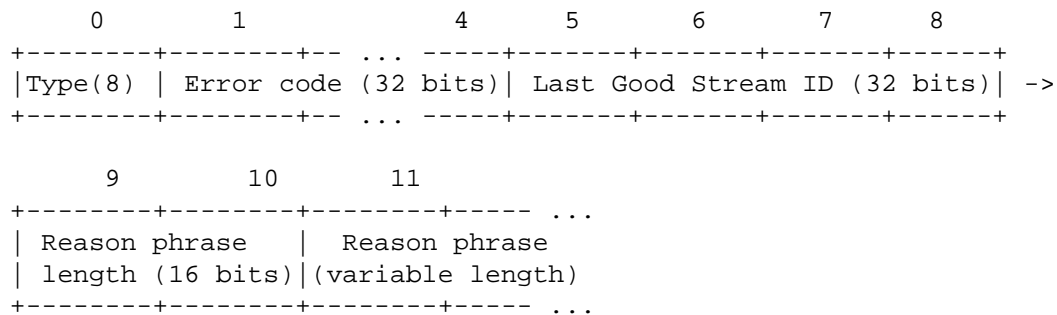 0        1                4      5        6       7       8
+--------+--------+-- ... -----+-------+-------+-------+------+
|Type(8) | Error code (32 bits)| Last Good Stream ID (32 bits)| ->
+--------+--------+-- ... -----+-------+-------+-------+------+
      9        10       11
+--------+--------+--------+----- ...
| Reason phrase   |  Reason phrase
| length (16 bits)|(variable length)
+--------+--------+--------+----- ...